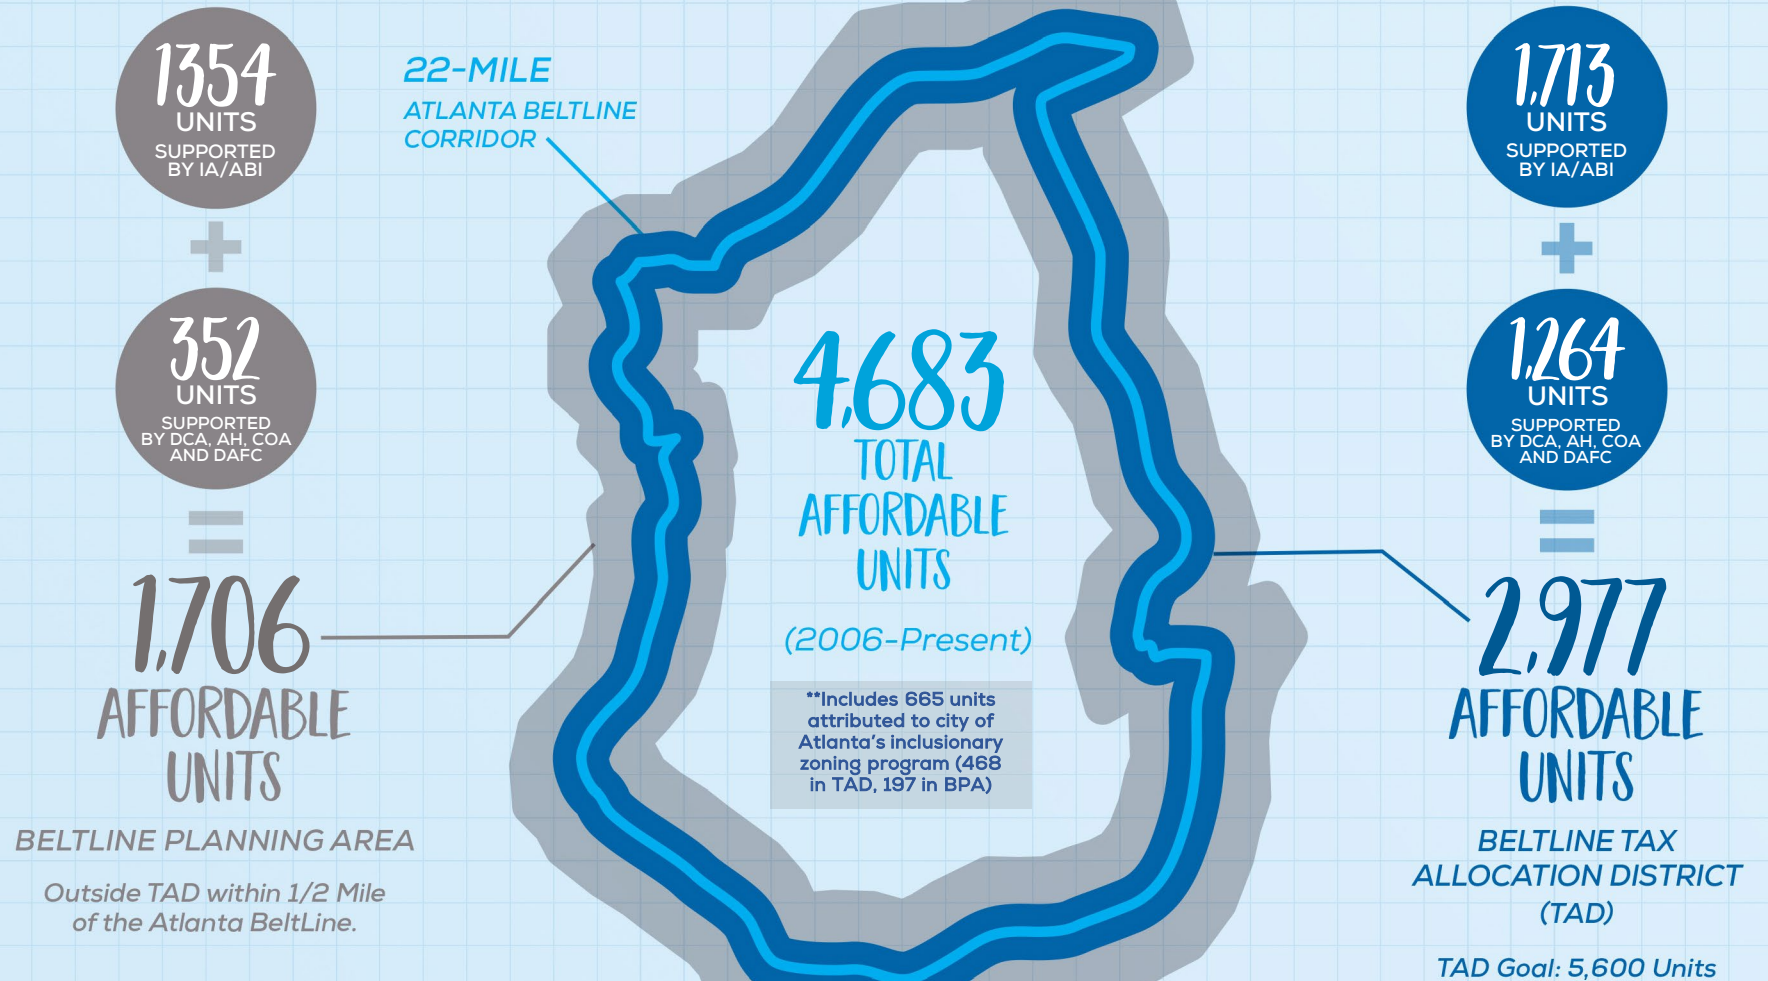 1354
UNITS
SUPPORTED
BY IA/ABI
+
352
UNITS
SUPPORTED
BY DCA, AH, COA
AND DAFC
=
1,706
AFFORDABLE
UNITS
BELTLINE PLANNING AREA
Outside TAD within 1/2 Mile
of the Atlanta BeltLine.
22-MILE
ATLANTA BELTLINE
CORRIDOR
4,683
TOTAL
AFFORDABLE
UNITS
(2006-Present)
**Includes 665 units
attributed to city of
Atlanta's inclusionary
zoning program (468
in TAD, 197 in BPA)
1,713
UNITS
SUPPORTED
BY IA/ABI
+
1,264
UNITS
SUPPORTED
BY DCA, AH, COA
AND DAFC
=
2,977
AFFORDABLE
UNITS
BELTLINE TAX
ALLOCATION DISTRICT
(TAD)
TAD Goal: 5,600 Units